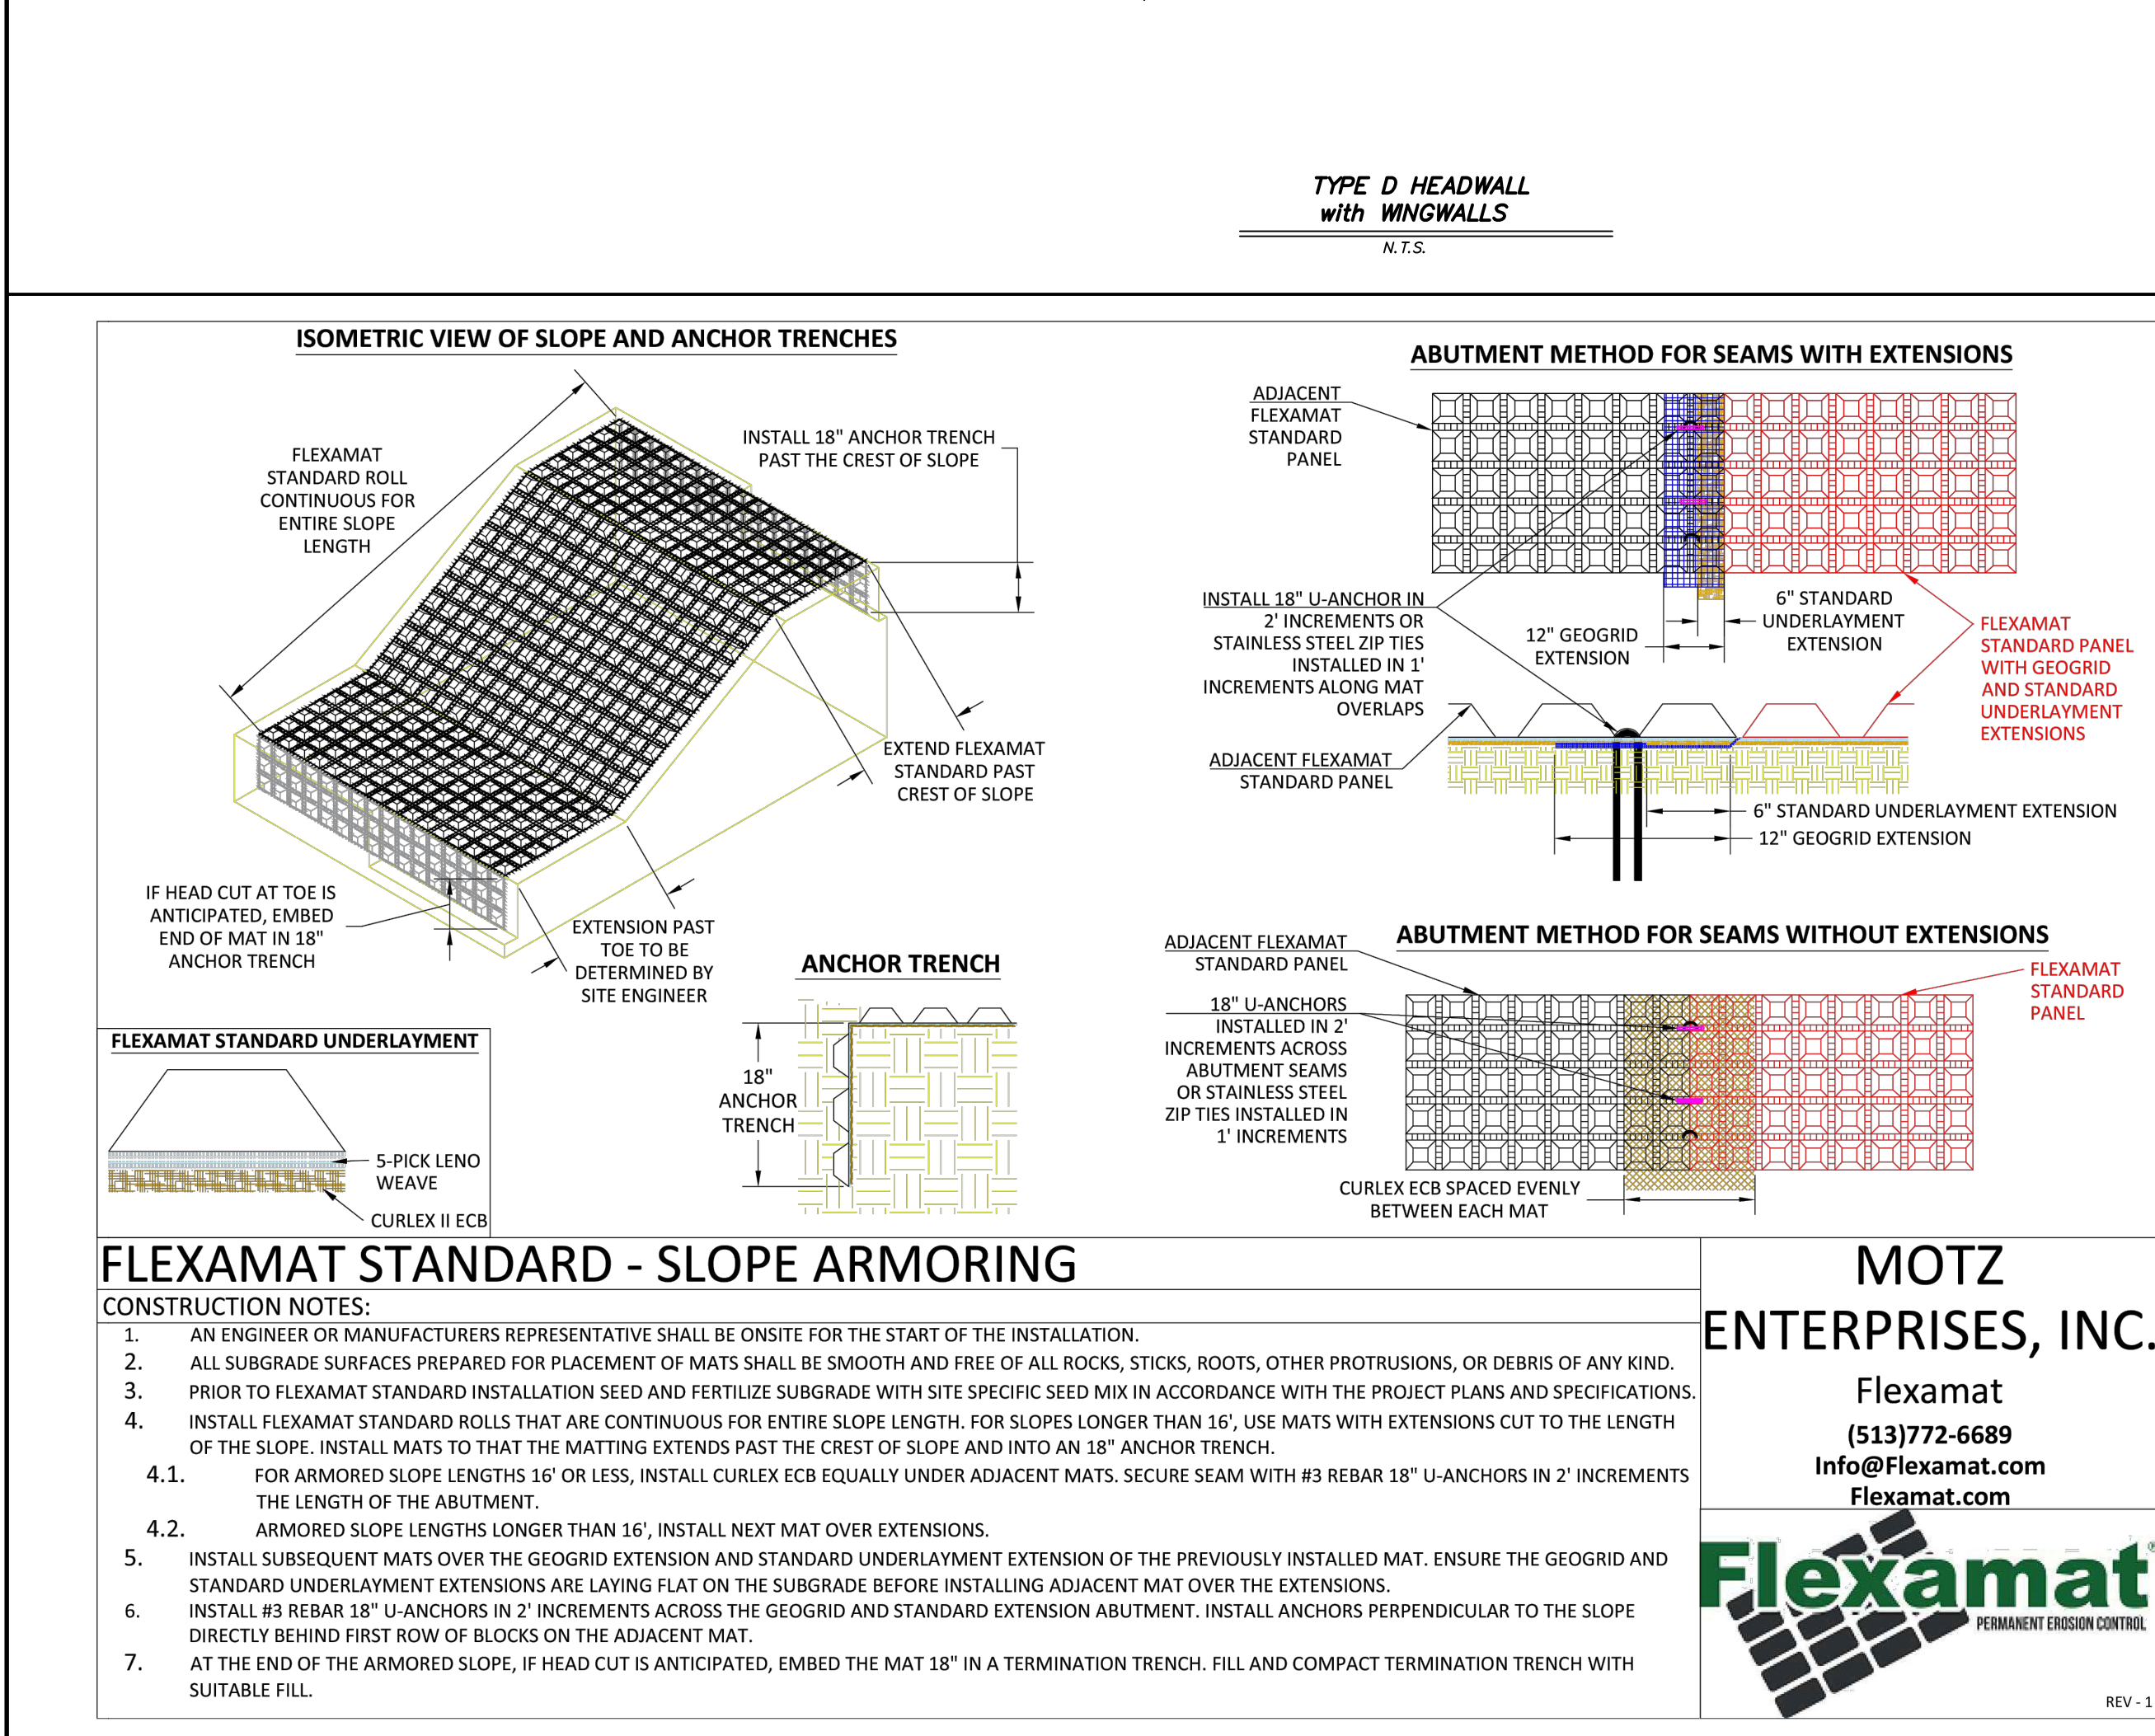 TYPE D HEADWALL
with WINGWALLS
N.T.S.
ISOMETRIC VIEW OF SLOPE AND ANCHOR TRENCHES
FLEXAMAT
STANDARD ROLL
CONTINUOUS FOR
ENTIRE SLOPE
LENGTH
INSTALL 18" ANCHOR TRENCH
PAST THE CREST OF SLOPE
EXTEND FLEXAMAT
STANDARD PAST
CREST OF SLOPE
IF HEAD CUT AT TOE IS
ANTICIPATED, EMBED
END OF MAT IN 18"
ANCHOR TRENCH
EXTENSION PAST
TOE TO BE
DETERMINED BY
SITE ENGINEER
ANCHOR TRENCH
18"
ANCHOR
TRENCH
FLEXAMAT STANDARD UNDERLAYMENT
5-PICK LENO
WEAVE
CURLEX II ECB
ABUTMENT METHOD FOR SEAMS WITH EXTENSIONS
ADJACENT
FLEXAMAT
STANDARD
PANEL
INSTALL 18" U-ANCHOR IN
2' INCREMENTS OR
STAINLESS STEEL ZIP TIES
INSTALLED IN 1'
INCREMENTS ALONG MAT
OVERLAPS
12" GEOGRID
EXTENSION
6" STANDARD
UNDERLAYMENT
EXTENSION
FLEXAMAT
STANDARD PANEL
WITH GEOGRID
AND STANDARD
UNDERLAYMENT
EXTENSIONS
ADJACENT FLEXAMAT
STANDARD PANEL
6" STANDARD UNDERLAYMENT EXTENSION
12" GEOGRID EXTENSION
ABUTMENT METHOD FOR SEAMS WITHOUT EXTENSIONS
ADJACENT FLEXAMAT
STANDARD PANEL
18" U-ANCHORS
INSTALLED IN 2'
INCREMENTS ACROSS
ABUTMENT SEAMS
OR STAINLESS STEEL
ZIP TIES INSTALLED IN
1' INCREMENTS
FLEXAMAT
STANDARD
PANEL
CURLEX ECB SPACED EVENLY
BETWEEN EACH MAT
FLEXAMAT STANDARD - SLOPE ARMORING
CONSTRUCTION NOTES:
1. AN ENGINEER OR MANUFACTURERS REPRESENTATIVE SHALL BE ONSITE FOR THE START OF THE INSTALLATION.
2. ALL SUBGRADE SURFACES PREPARED FOR PLACEMENT OF MATS SHALL BE SMOOTH AND FREE OF ALL ROCKS, STICKS, ROOTS, OTHER PROTRUSIONS, OR DEBRIS OF ANY KIND.
3. PRIOR TO FLEXAMAT STANDARD INSTALLATION SEED AND FERTILIZE SUBGRADE WITH SITE SPECIFIC SEED MIX IN ACCORDANCE WITH THE PROJECT PLANS AND SPECIFICATIONS.
4. INSTALL FLEXAMAT STANDARD ROLLS THAT ARE CONTINUOUS FOR ENTIRE SLOPE LENGTH. FOR SLOPES LONGER THAN 16', USE MATS WITH EXTENSIONS CUT TO THE LENGTH
OF THE SLOPE. INSTALL MATS TO THAT THE MATTING EXTENDS PAST THE CREST OF SLOPE AND INTO AN 18" ANCHOR TRENCH.
4.1. FOR ARMORED SLOPE LENGTHS 16' OR LESS, INSTALL CURLEX ECB EQUALLY UNDER ADJACENT MATS. SECURE SEAM WITH #3 REBAR 18" U-ANCHORS IN 2' INCREMENTS
THE LENGTH OF THE ABUTMENT.
4.2. ARMORED SLOPE LENGTHS LONGER THAN 16', INSTALL NEXT MAT OVER EXTENSIONS.
5. INSTALL SUBSEQUENT MATS OVER THE GEOGRID EXTENSION AND STANDARD UNDERLAYMENT EXTENSION OF THE PREVIOUSLY INSTALLED MAT. ENSURE THE GEOGRID AND
STANDARD UNDERLAYMENT EXTENSIONS ARE LAYING FLAT ON THE SUBGRADE BEFORE INSTALLING ADJACENT MAT OVER THE EXTENSIONS.
6. INSTALL #3 REBAR 18" U-ANCHORS IN 2' INCREMENTS ACROSS THE GEOGRID AND STANDARD EXTENSION ABUTMENT. INSTALL ANCHORS PERPENDICULAR TO THE SLOPE
DIRECTLY BEHIND FIRST ROW OF BLOCKS ON THE ADJACENT MAT.
7. AT THE END OF THE ARMORED SLOPE, IF HEAD CUT IS ANTICIPATED, EMBED THE MAT 18" IN A TERMINATION TRENCH. FILL AND COMPACT TERMINATION TRENCH WITH
SUITABLE FILL.
MOTZ
ENTERPRISES, INC.
Flexamat
(513)772-6689
Info@Flexamat.com
Flexamat.com
Flexamat®
PERMANENT EROSION CONTROL
REV - 1